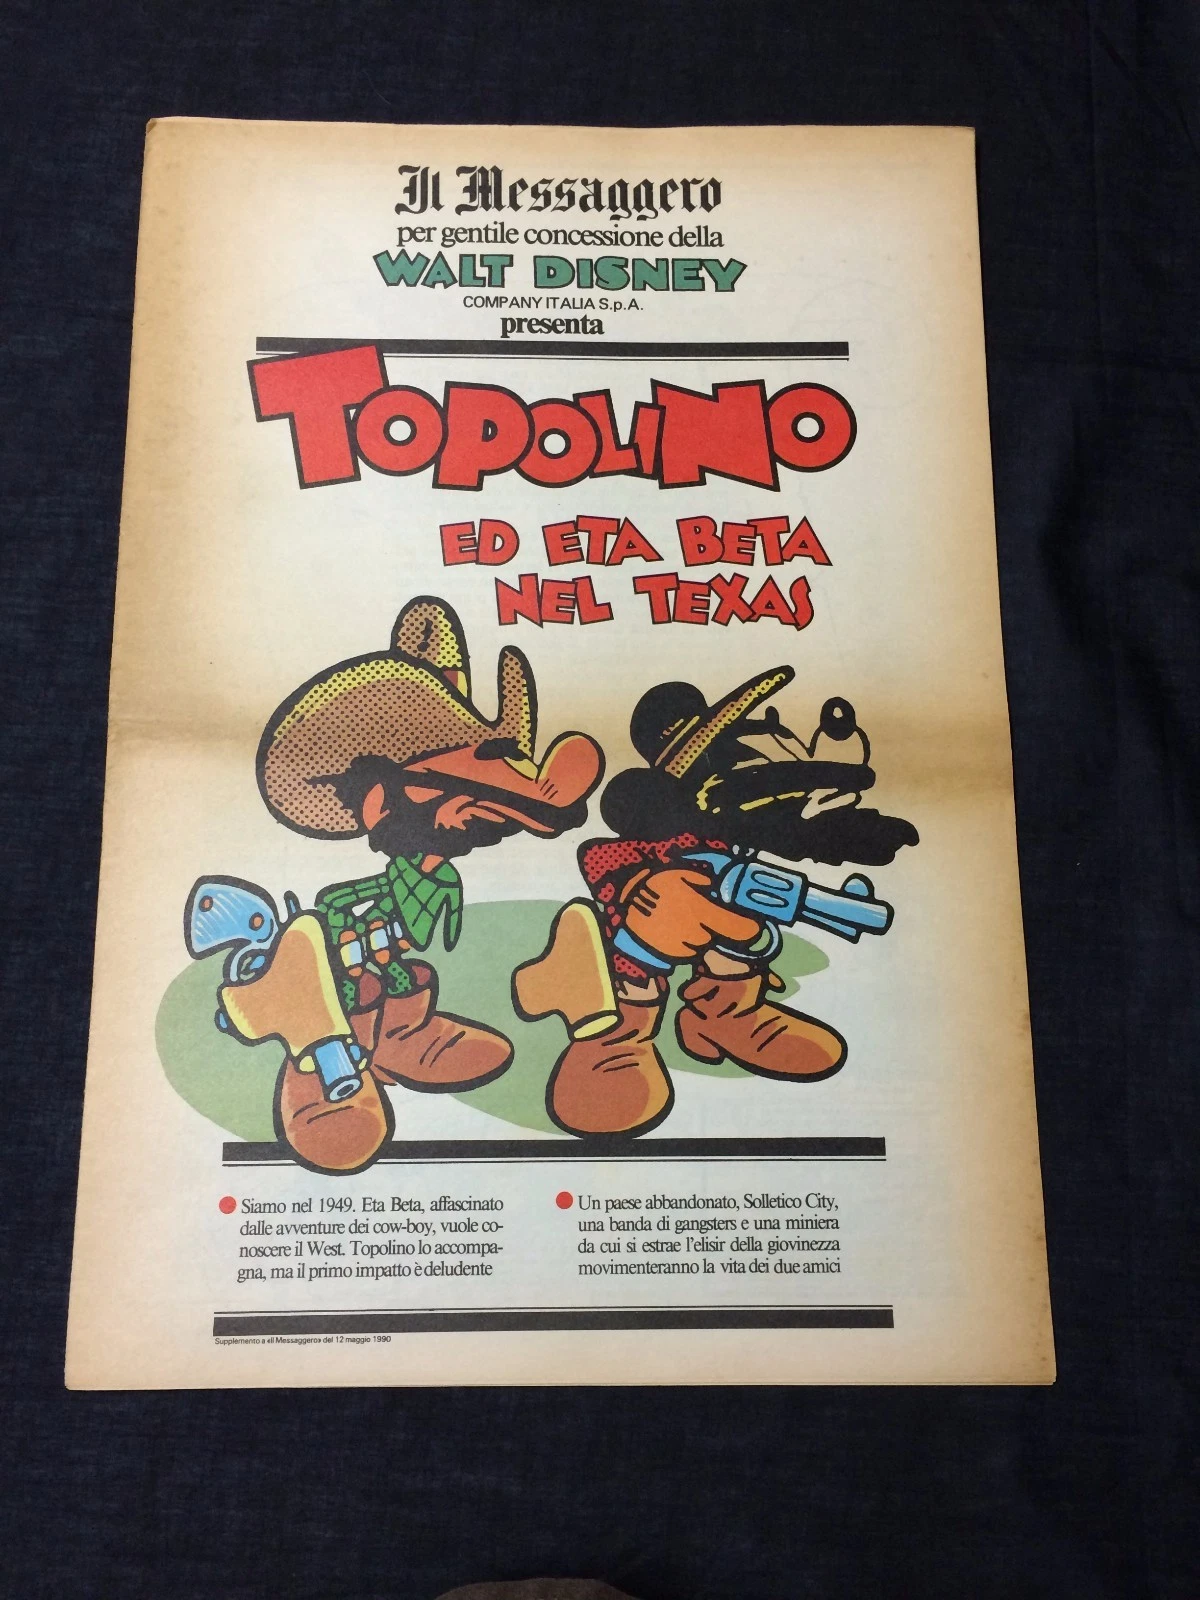 Il Messaggero
per gentile concessione della
WALT DISNEY
COMPANY ITALIA S.p.A.
presenta
TOPOLINO
ED ETA BETA
NEL TEXAS
Siamo nel 1949. Eta Beta, affascinato
dalle avventure dei cow-boy, vuole co-
noscere il West. Topolino lo accompa-
gna, ma il primo impatto è deludente
Un paese abbandonato, Solletico City,
una banda di gangsters e una miniera
da cui si estrae l'elisir della giovinezza
movimenteranno la vita dei due amici
Supplemento a «Il Messaggero» del 12 maggio 1990